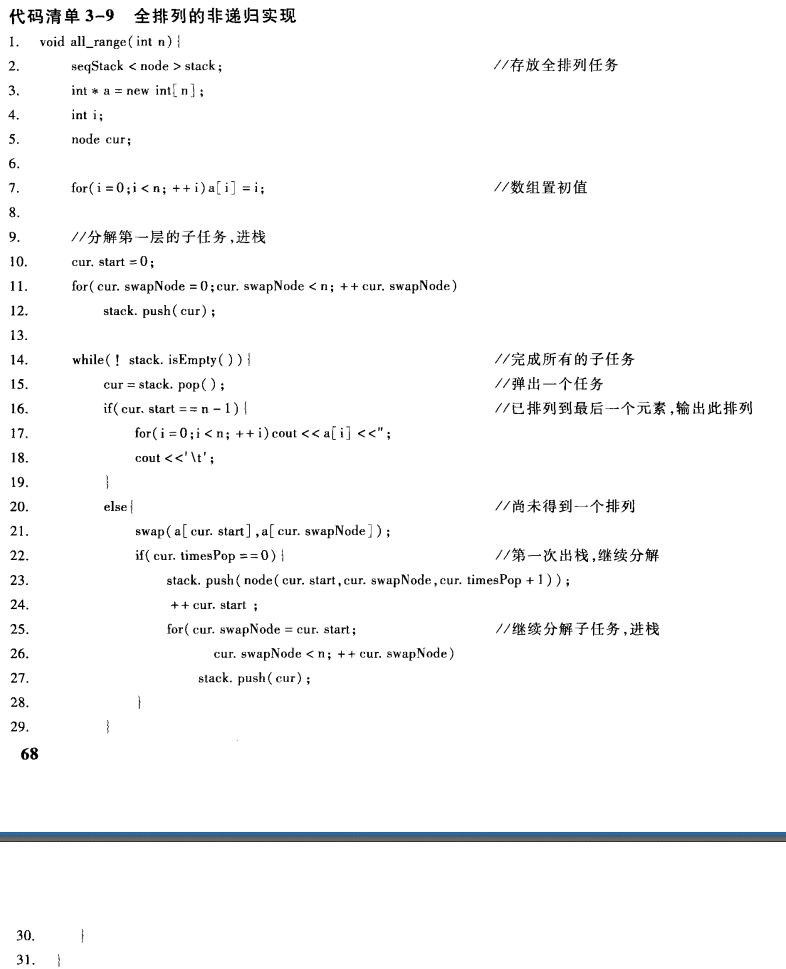 代码清单 3-9 全排列的非递归实现
1. void all_range(int n){
2. seqStack < node > stack; //存放全排列任务
3. int * a = new int[n];
4. int i;
5. node cur;
6.
7. for(i = 0;i < n; ++i)a[i] = i; //数组置初值
8.
9. //分解第一层的子任务,进栈
10. cur. start = 0;
11. for( cur. swapNode = 0;cur. swapNode < n; ++ cur. swapNode)
12. stack. push( cur);
13.
14. while(! stack. isEmpty()){ //完成所有的子任务
15. cur = stack. pop(); //弹出一个任务
16. if(cur. start == n - 1){ //已排列到最后一个元素,输出此排列
17. for(i = 0;i < n; ++i)cout << a[i] <<";
18. cout <<'\t';
19. }
20. else{ //尚未得到一个排列
21. swap(a[ cur. start],a[ cur. swapNode]);
22. if( cur. timesPop == 0){ //第一次出栈,继续分解
23. stack. push( node( cur. start,cur. swapNode,cur. timesPop + 1));
24. ++ cur. start ;
25. for( cur. swapNode = cur. start; //继续分解子任务,进栈
26. cur. swapNode < n; ++ cur. swapNode)
27. stack. push( cur);
28. }
29. }
68
30. }
31. }